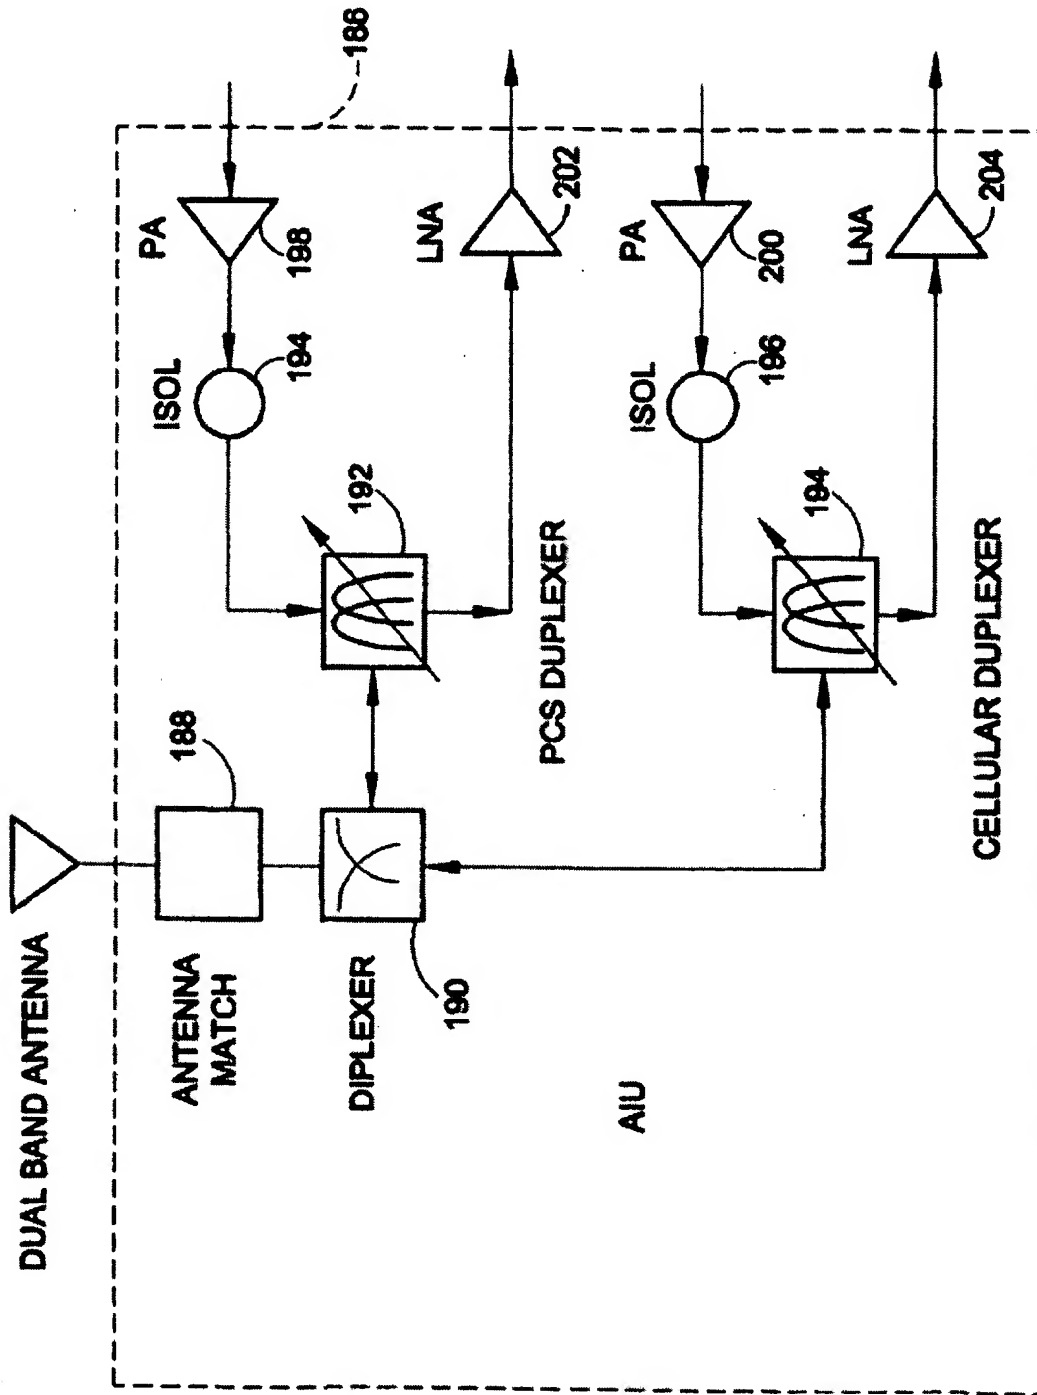 DUAL BAND ANTENNA
ANTENNA
MATCH
188
ISOL
PA
194
198
186
DIPLEXER
190
192
LNA
202
PCS DUPLEXER
AIU
ISOL
PA
196
200
194
LNA
204
CELLULAR DUPLEXER